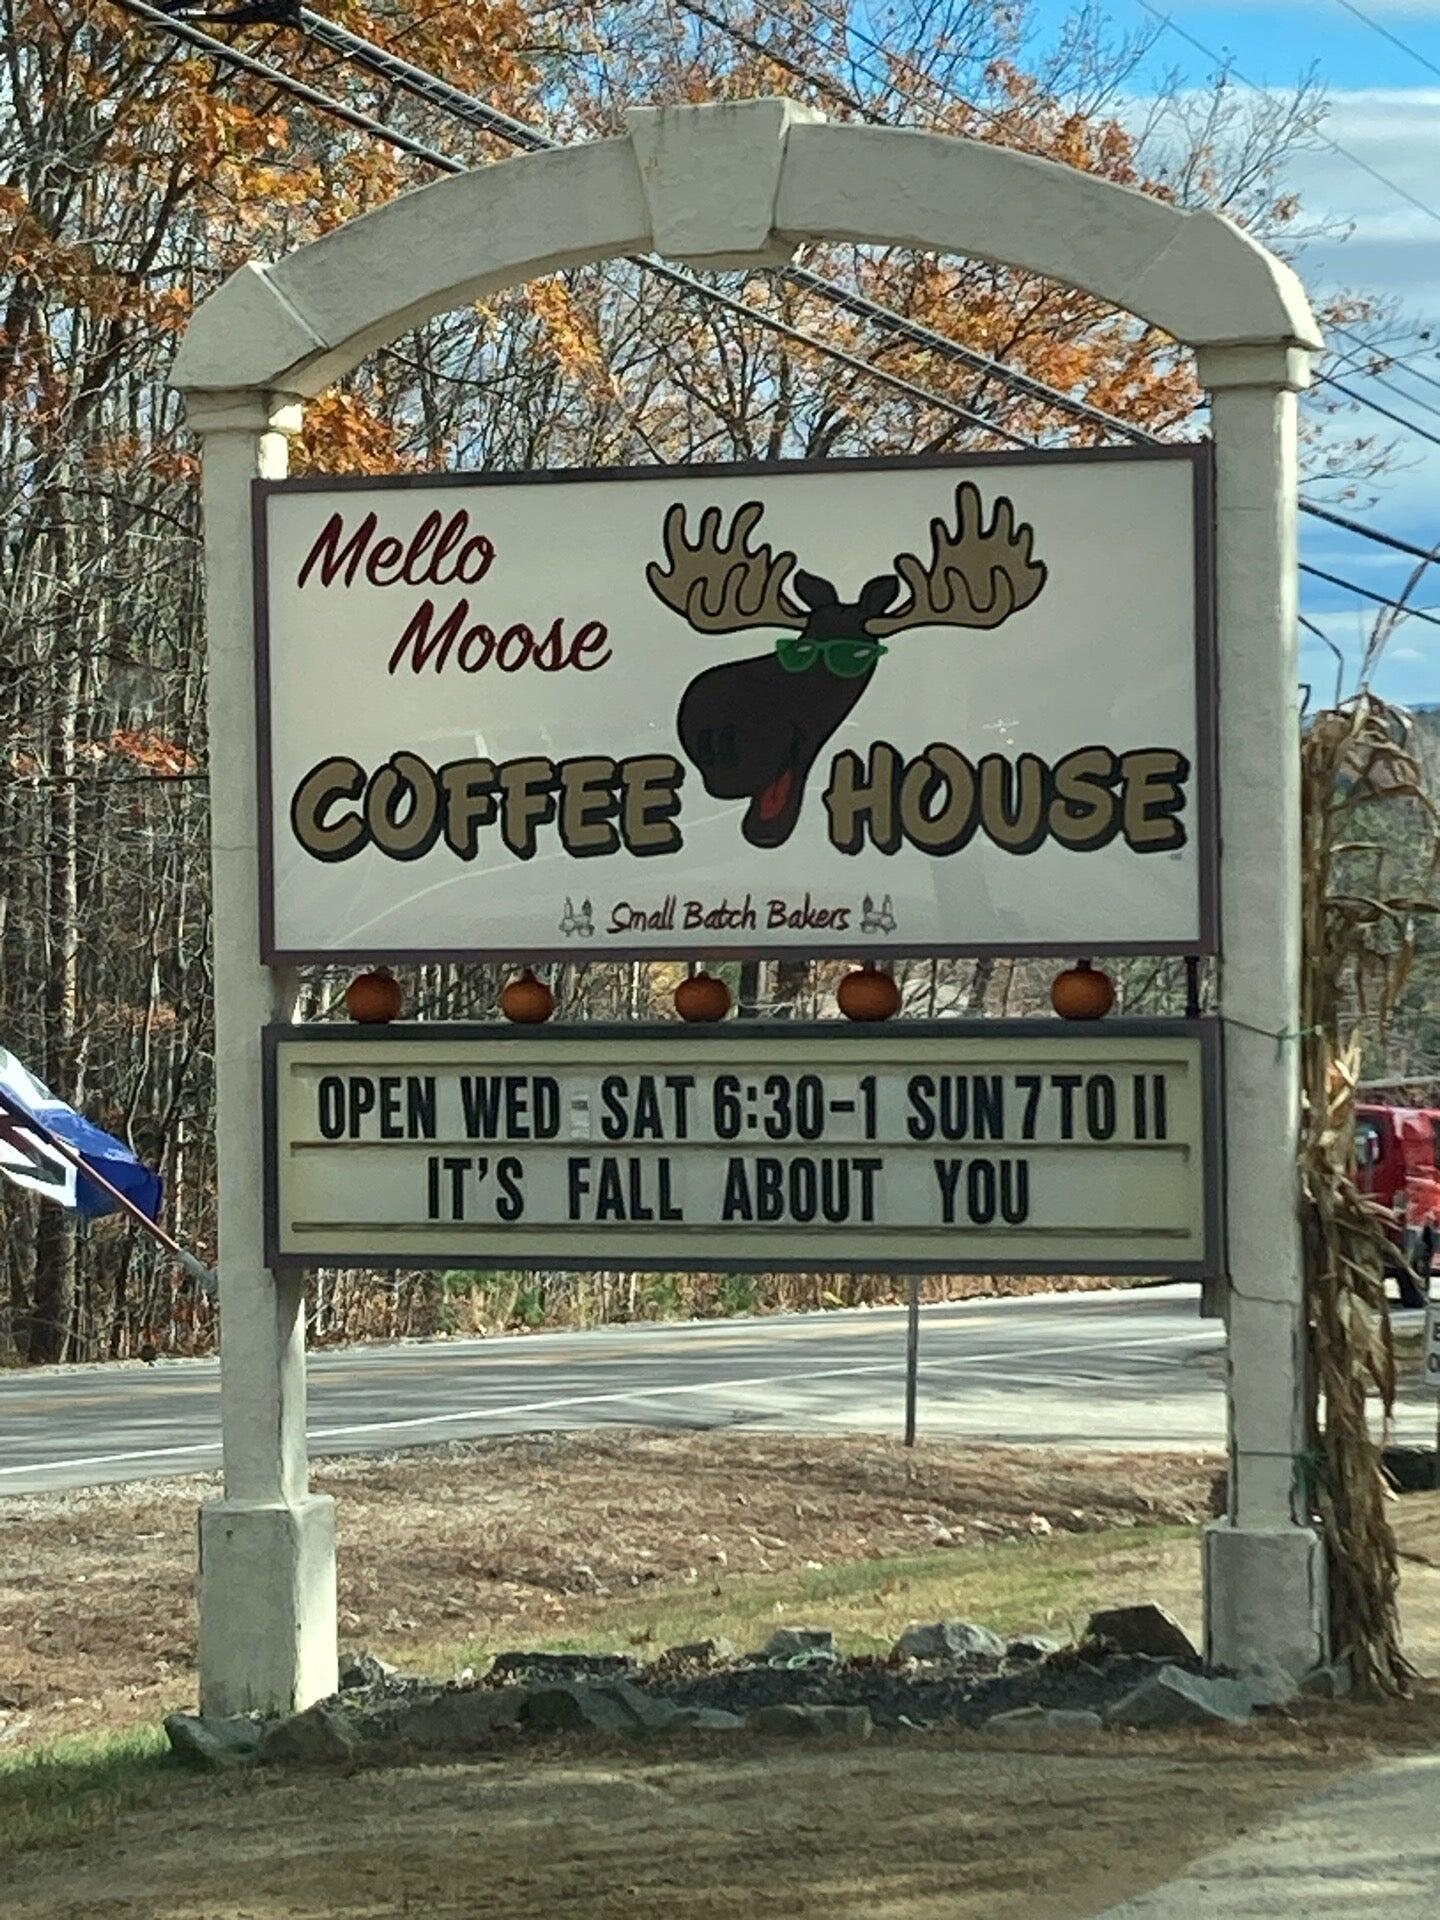 Mello
Moose
COFFEE HOUSE
Small Batch Bakers
OPEN WED SAT 6:30-1 SUN 7 TO 11
IT'S FALL ABOUT YOU